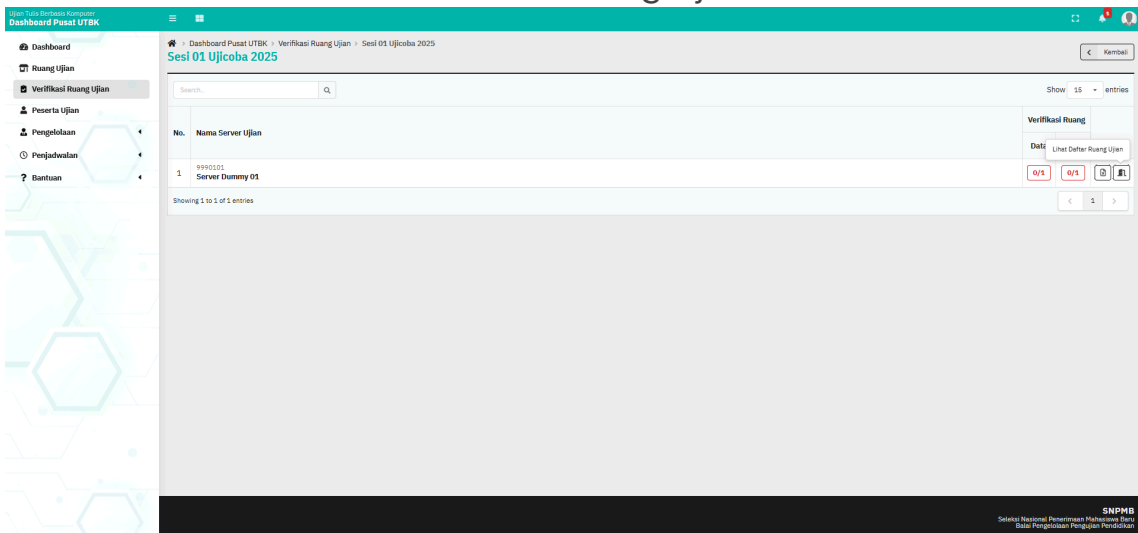 Ujian Tulis Berbasis Komputer
Dashboard Pusat UTBK
1
Dashboard
Ruang Ujian
Verifikasi Ruang Ujian
Peserta Ujian
Pengelolaan
Penjadwalan
? Bantuan
> Dashboard Pusat UTBK > Verifikasi Ruang Ujian > Sesi 01 Ujicoba 2025
Sesi 01 Ujicoba 2025
< Kembali
Search..
Show 15 entries
No. Nama Server Ujian
Verifikasi Ruang
Data
Lihat Daftar Ruang Ujian
1
9990101
Server Dummy 01
0/1 0/1
Showing 1 to 1 of 1 entries
< 1 >
SNPMB
Seleksi Nasional Penerimaan Mahasiswa Baru
Balai Pengelolaan Pengujian Pendidikan